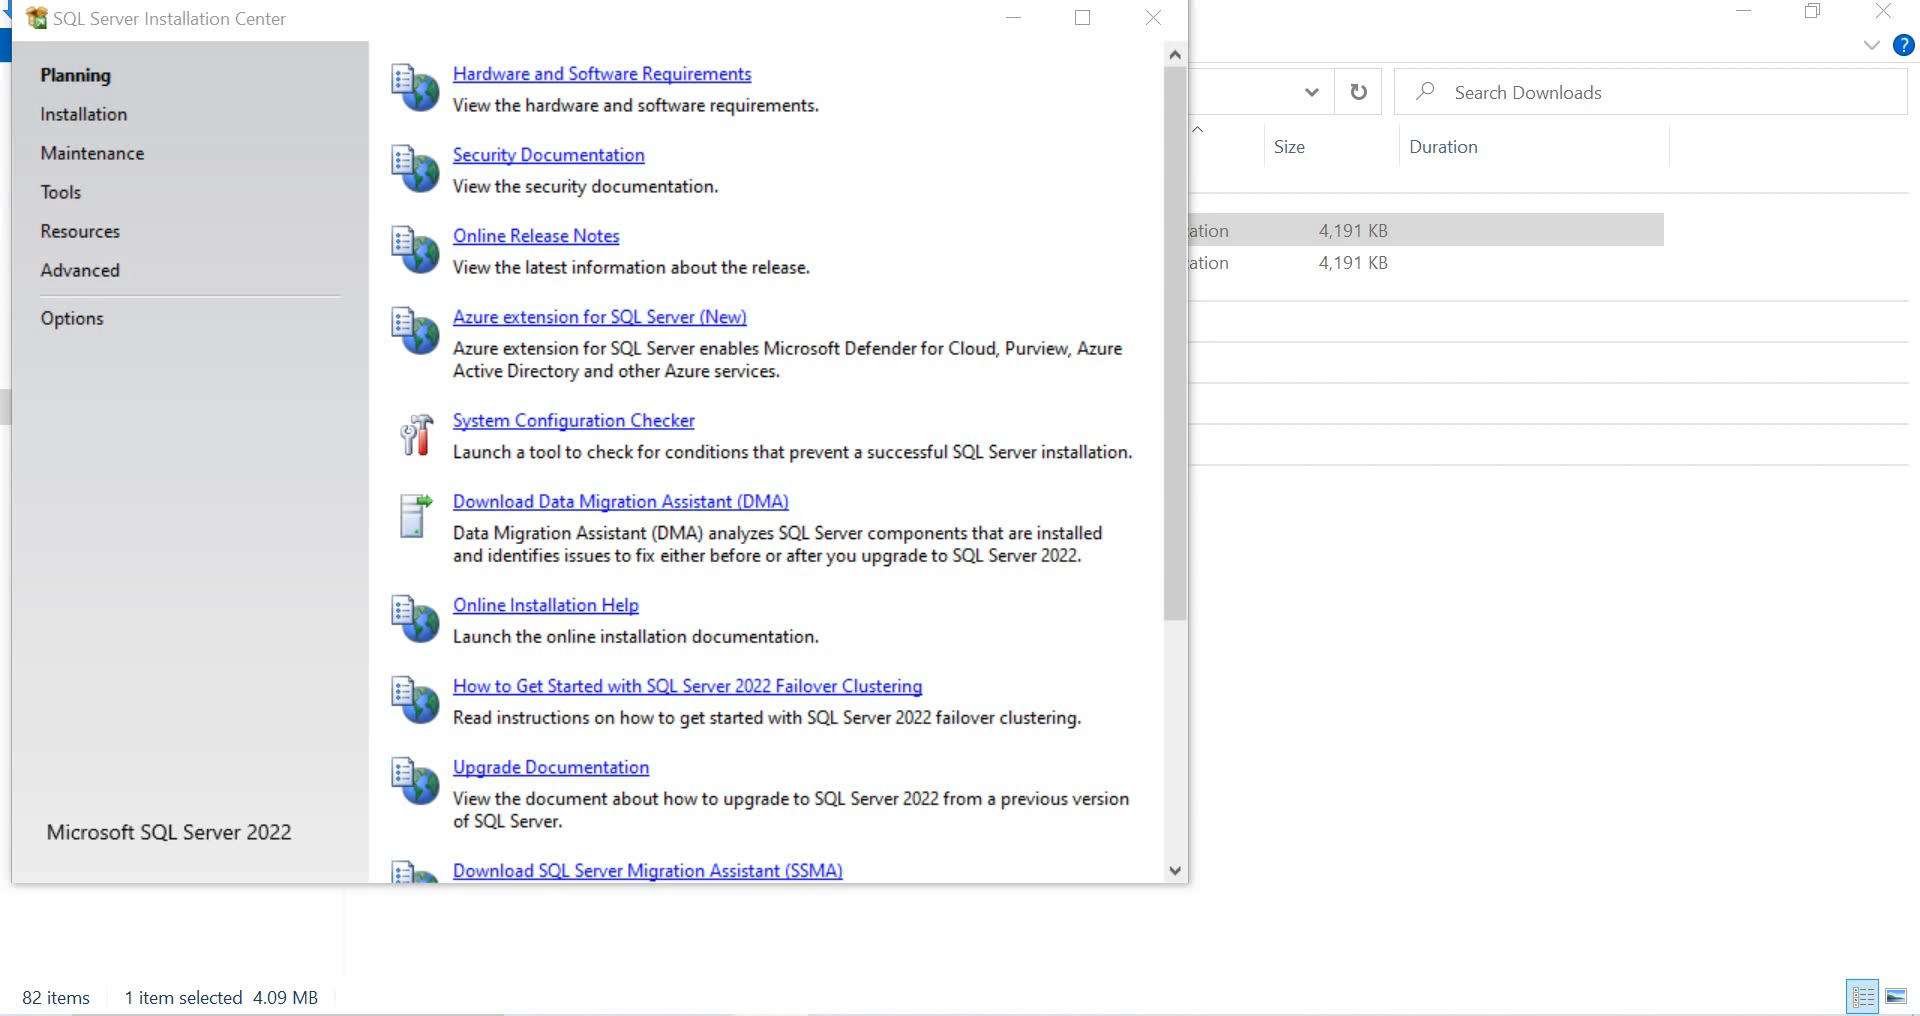 SQL Server Installation Center
Planning
Installation
Maintenance
Tools
Resources
Advanced
Options
Microsoft SQL Server 2022
Hardware and Software Requirements
View the hardware and software requirements.
Security Documentation
View the security documentation.
Online Release Notes
View the latest information about the release.
Azure extension for SQL Server (New)
Azure extension for SQL Server enables Microsoft Defender for Cloud, Purview, Azure
Active Directory and other Azure services.
System Configuration Checker
Launch a tool to check for conditions that prevent a successful SQL Server installation.
Download Data Migration Assistant (DMA)
Data Migration Assistant (DMA) analyzes SQL Server components that are installed
and identifies issues to fix either before or after you upgrade to SQL Server 2022.
Online Installation Help
Launch the online installation documentation.
How to Get Started with SQL Server 2022 Failover Clustering
Read instructions on how to get started with SQL Server 2022 failover clustering.
Upgrade Documentation
View the document about how to upgrade to SQL Server 2022 from a previous version
of SQL Server.
Download SQL Server Migration Assistant (SSMA)
?
Search Downloads
Size Duration
ation 4,191 KB
ation 4,191 KB
82 items 1 item selected 4.09 MB